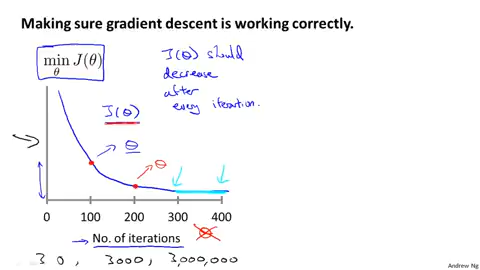 Making sure gradient descent is working correctly.
min J(θ)
θ
J(θ) should
decrease
after
every iteration.
J(θ)
θ
θ
0 100 200 300 400
No. of iterations
30, 3000, 3,000,000
Andrew Ng